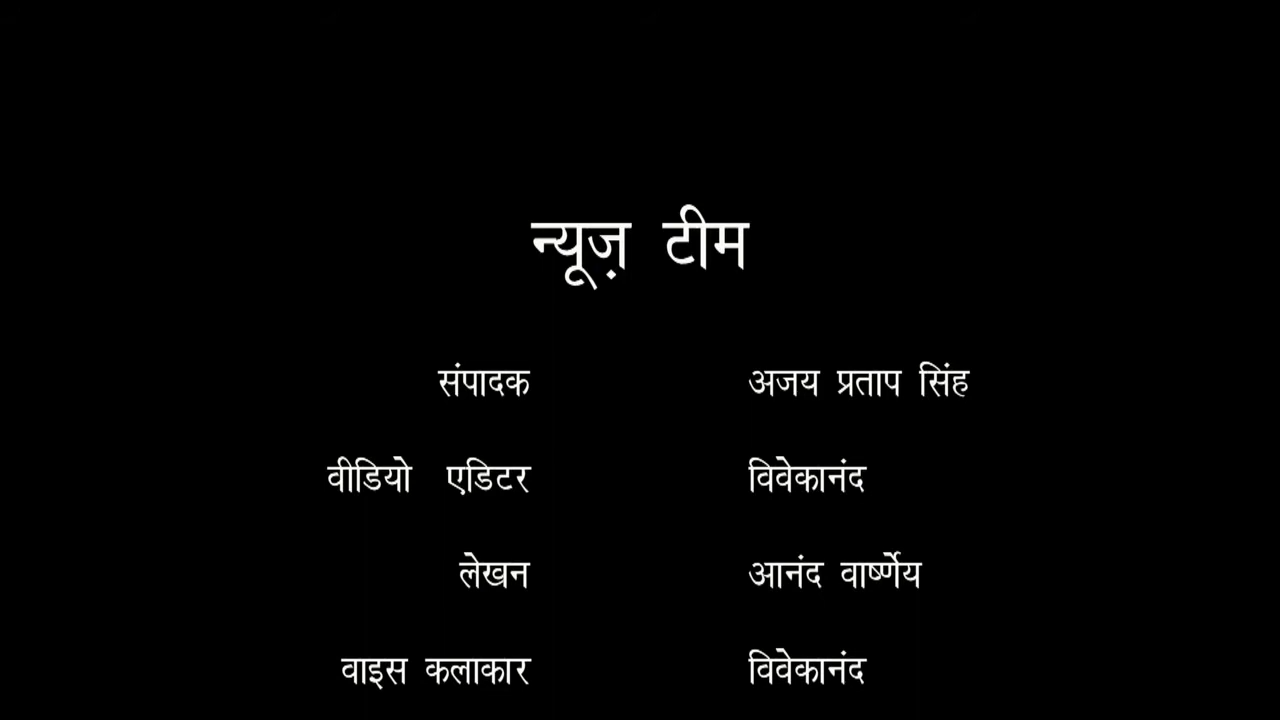 न्यूज़ टीम
संपादक अजय प्रताप सिंह
वीडियो एडिटर विवेकानंद
लेखन आनंद वार्ष्णेय
वाइस कलाकार विवेकानंद